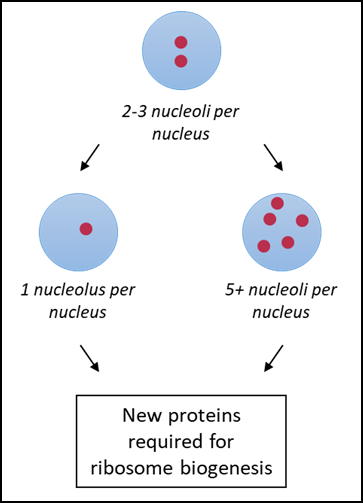 2-3 nucleoli per
nucleus
1 nucleolus per
nucleus
5+ nucleoli per
nucleus
New proteins
required for
ribosome biogenesis